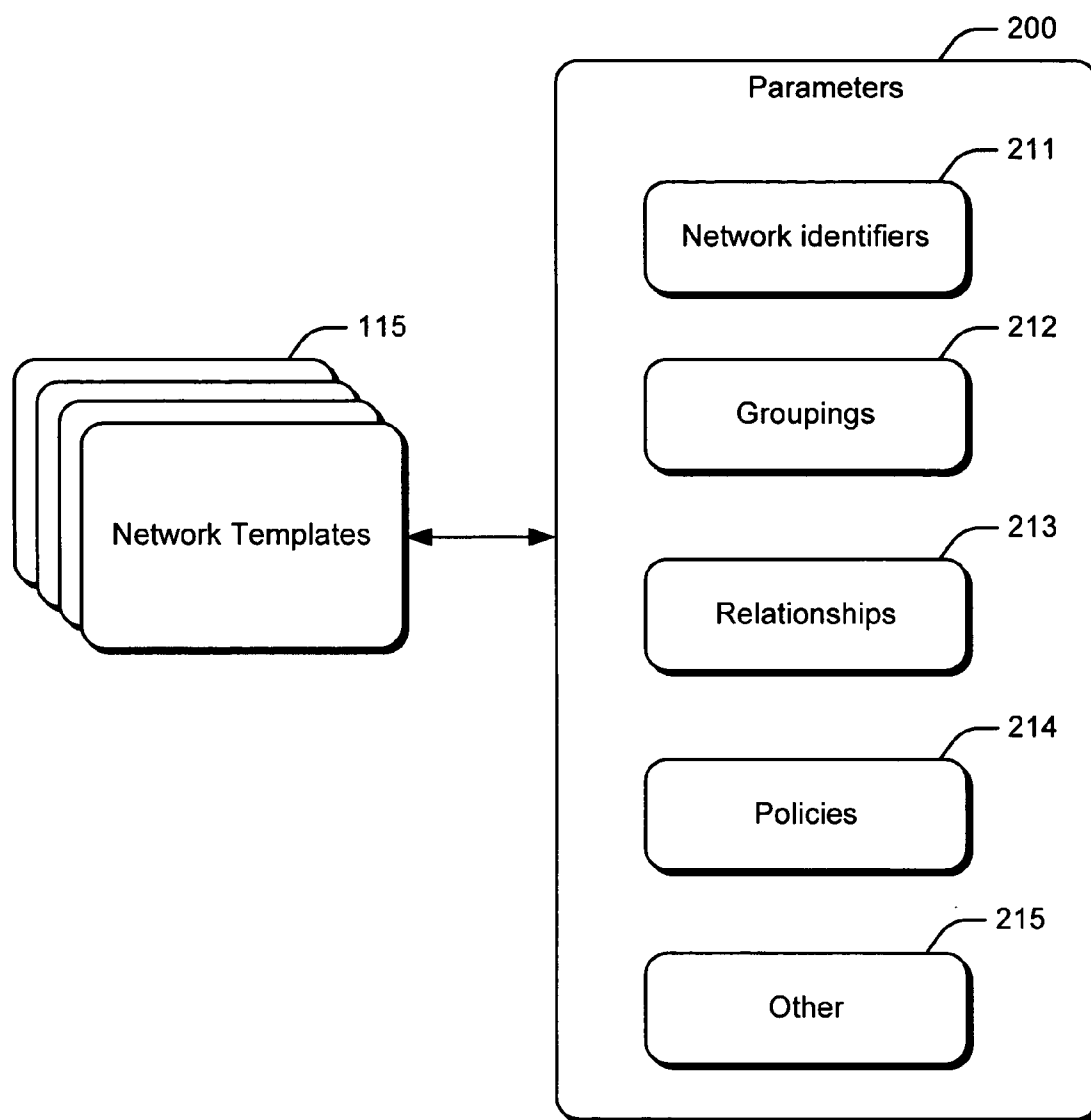 200
Parameters
211
Network identifiers
115
212
Groupings
Network Templates
213
Relationships
214
Policies
215
Other